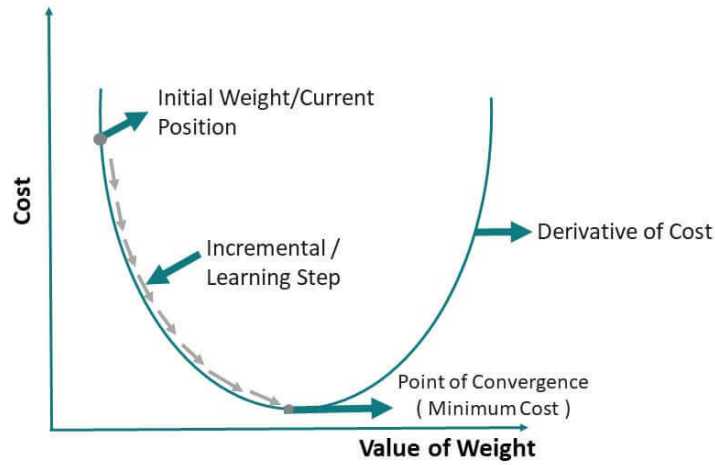 Initial Weight/Current
Position
Cost
Incremental /
Learning Step
Derivative of Cost
Point of Convergence
( Minimum Cost )
Value of Weight